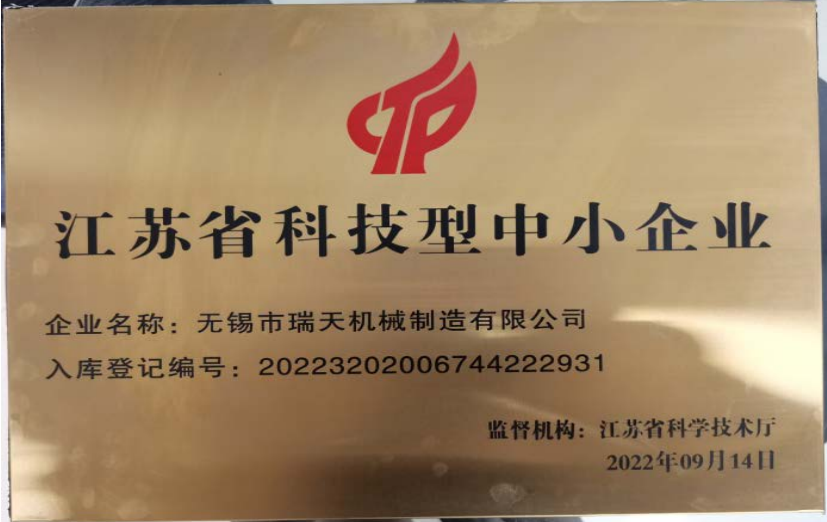 江苏省科技型中小企业
企业名称：无锡市瑞天机械制造有限公司
入库登记编号：20223202006744222931
监督机构：江苏省科学技术厅
2022年09月14日